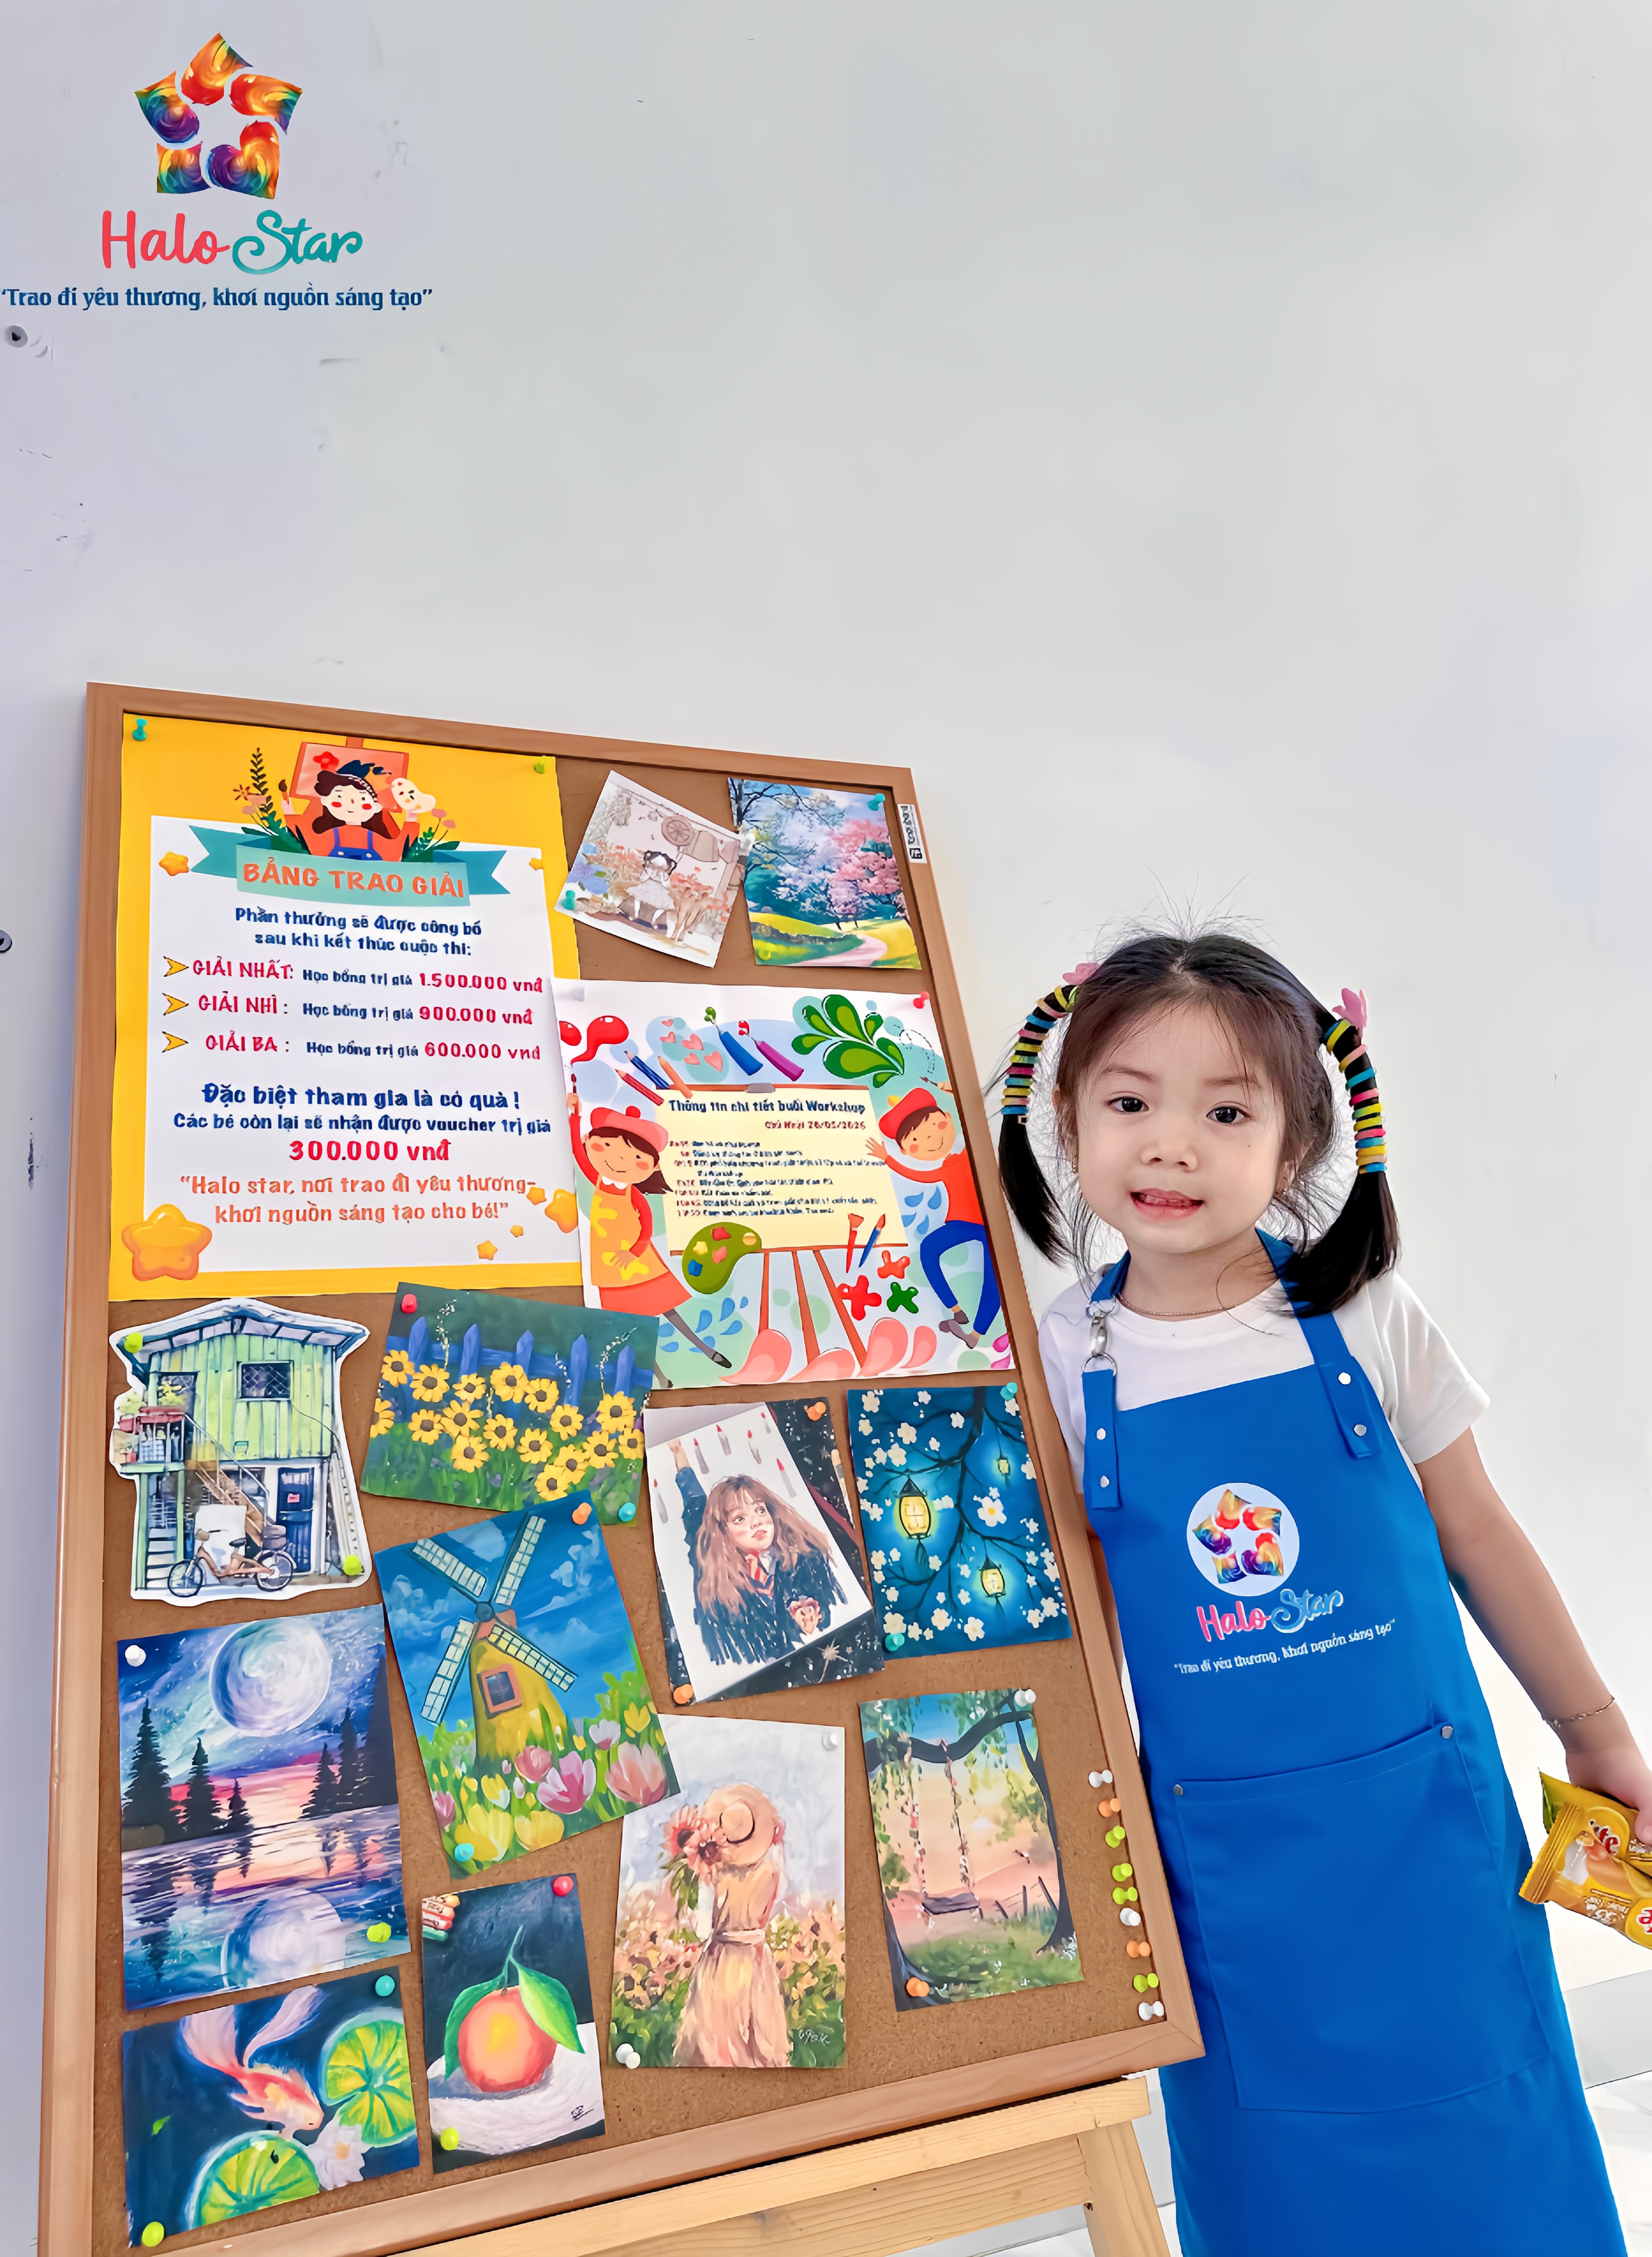 Halo Star
"Trao đi yêu thương, khơi nguồn sáng tạo"
BẢNG TRAO GIẢI
Phần thưởng sẽ được công bố
sau khi kết thúc cuộc thi:
GIẢI NHẤT: Học bổng trị giá 1.500.000 vnđ
GIẢI NHÌ : Học bổng trị giá 900.000 vnđ
GIẢI BA : Học bổng trị giá 600.000 vnđ
Đặc biệt tham gia là có quà !
Các bé còn lại sẽ nhận được voucher trị giá
300.000 vnđ
"Halo star, nơi trao đi yêu thương-
khơi nguồn sáng tạo cho bé!"
Thông tin chi tiết buổi Workshop
Chủ Nhật
Halo Star
"Trao đi yêu thương, khơi nguồn sáng tạo"